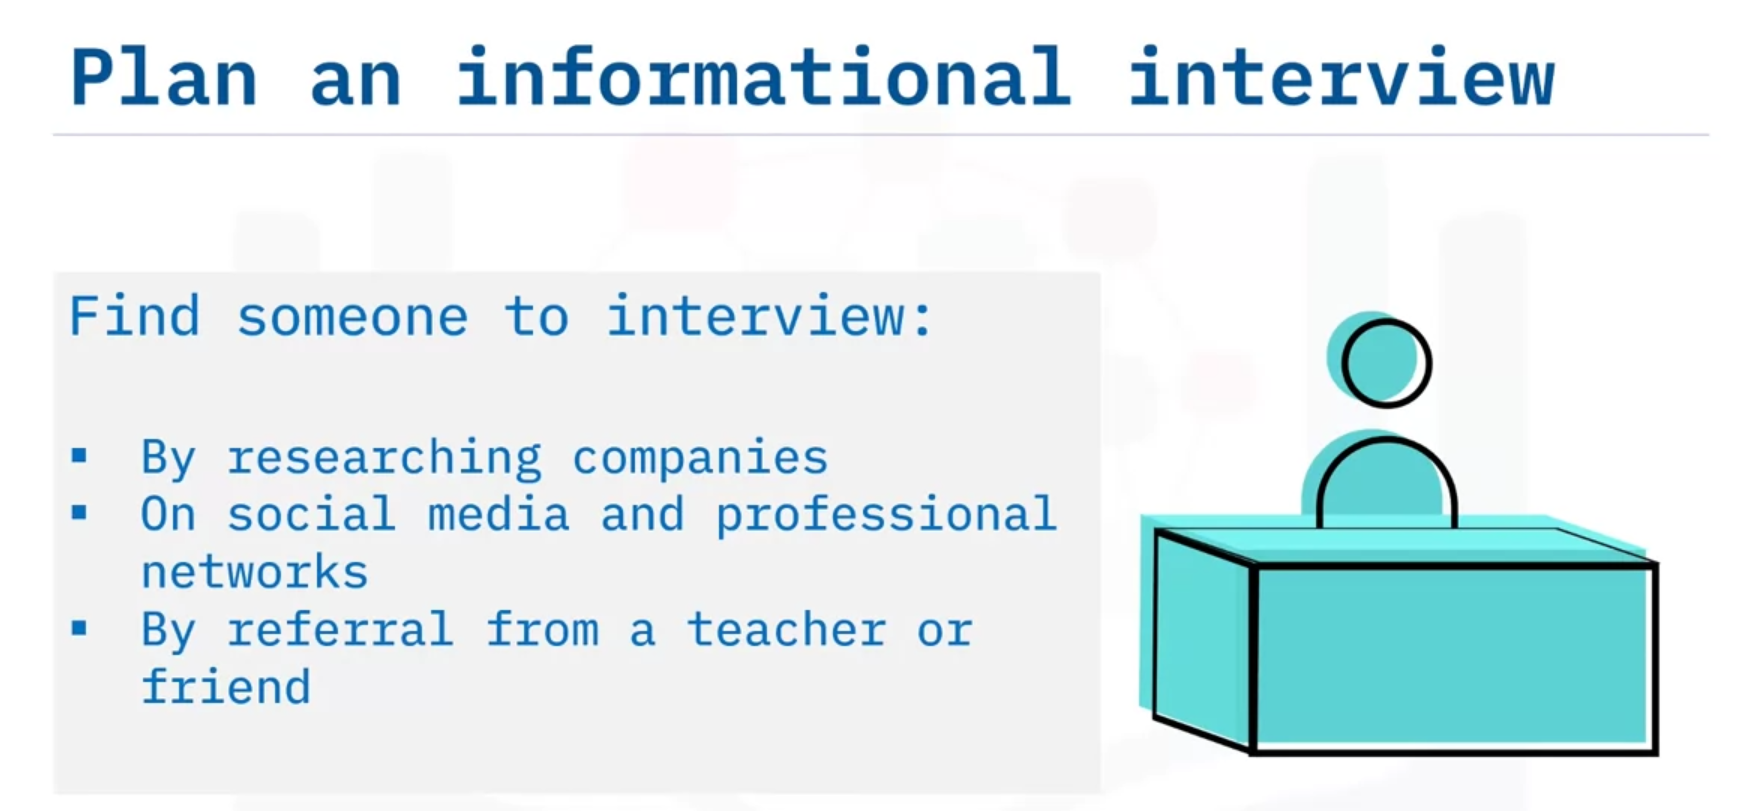 Plan an informational interview
Find someone to interview:
▪ By researching companies
▪ On social media and professional
networks
▪ By referral from a teacher or
friend